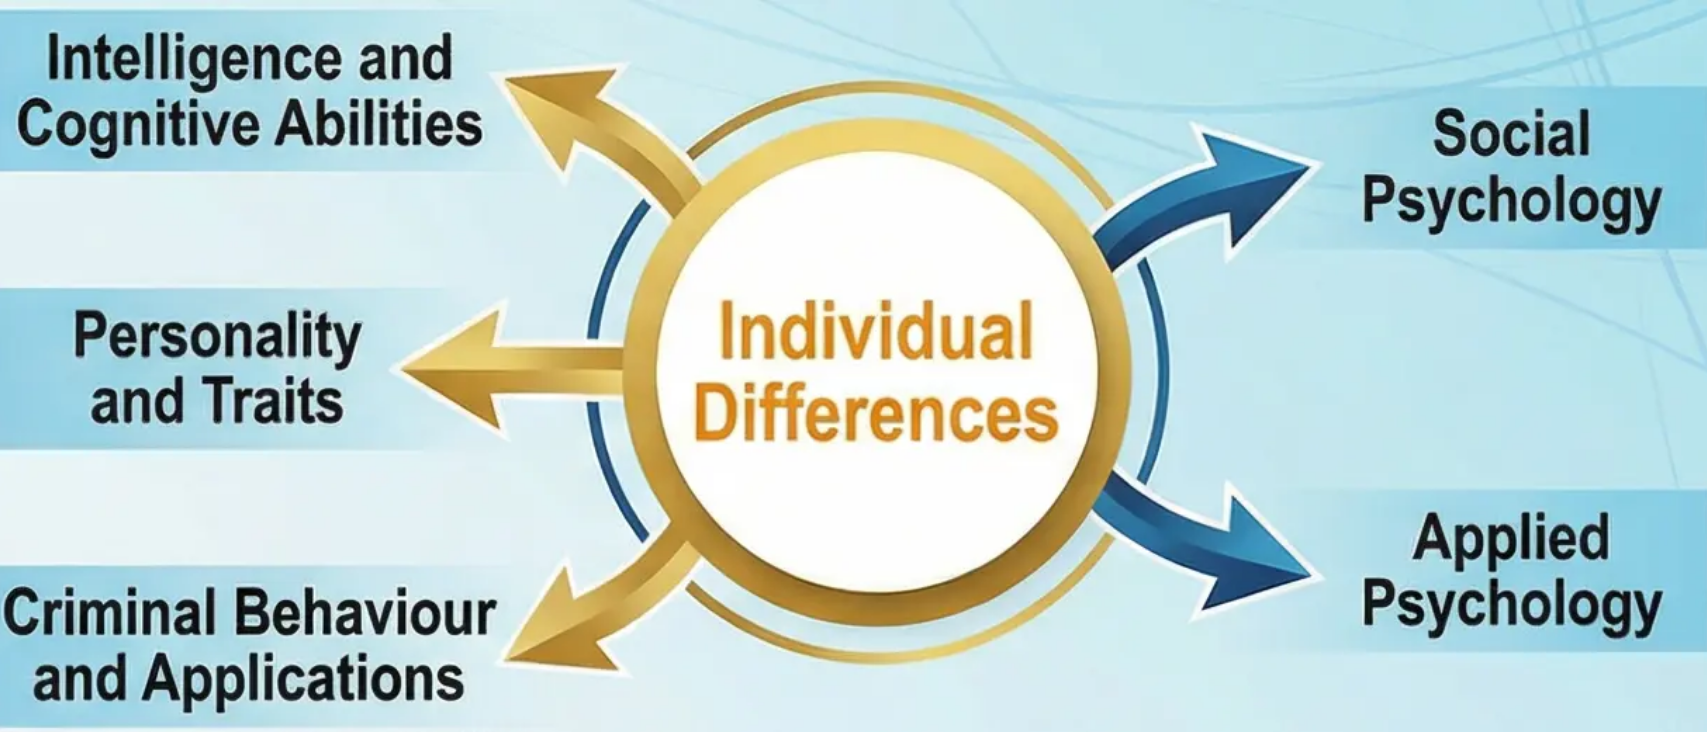 Intelligence and
Cognitive Abilities
Personality
and Traits
Criminal Behaviour
and Applications
Individual
Differences
Social
Psychology
Applied
Psychology